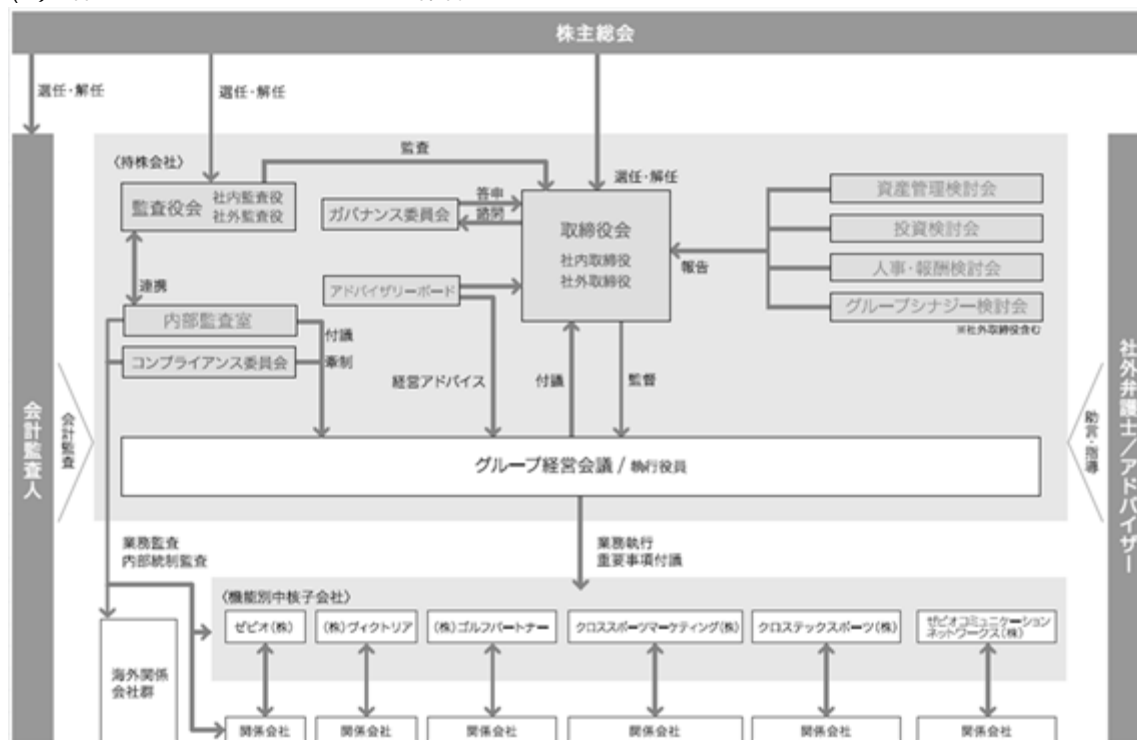 株主総会
選任・解任
選任・解任
監査
〈持株会社〉
選任・解任
監査役会
社内監査役
社外監査役
ガバナンス委員会
答申
諮問
取締役会
社内取締役
社外取締役
資産管理検討会
投資検討会
人事・報酬検討会
グループシナジー検討会
※社外取締役含む
報告
連携
アドバイザリーボード
内部監査室
付議
コンプライアンス委員会
牽制
経営アドバイス
付議
監督
会計監査人
会計監査
グループ経営会議 / 執行役員
助言・指導
社外弁護士／アドバイザー
業務監査
内部統制監査
業務執行
重要事項付議
〈機能別中核子会社〉
ゼビオ(株)
(株)ヴィクトリア
(株)ゴルフパートナー
クロススポーツマーケティング(株)
クロステックスポーツ(株)
ゼビオコミュニケーション
ネットワークス(株)
海外関係
会社群
関係会社
関係会社
関係会社
関係会社
関係会社
関係会社